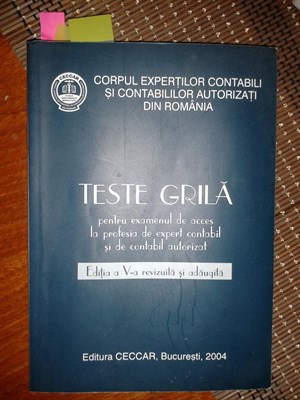 CECCAR
CORPUL EXPERȚILOR CONTABILI
ȘI CONTABILILOR AUTORIZAȚI
DIN ROMÂNIA
TESTE GRILĂ
pentru examenul de acces
la profesia de expert contabil
și de contabil autorizat
Ediția a V-a revizuită și adăugită
Editura CECCAR, București, 2004